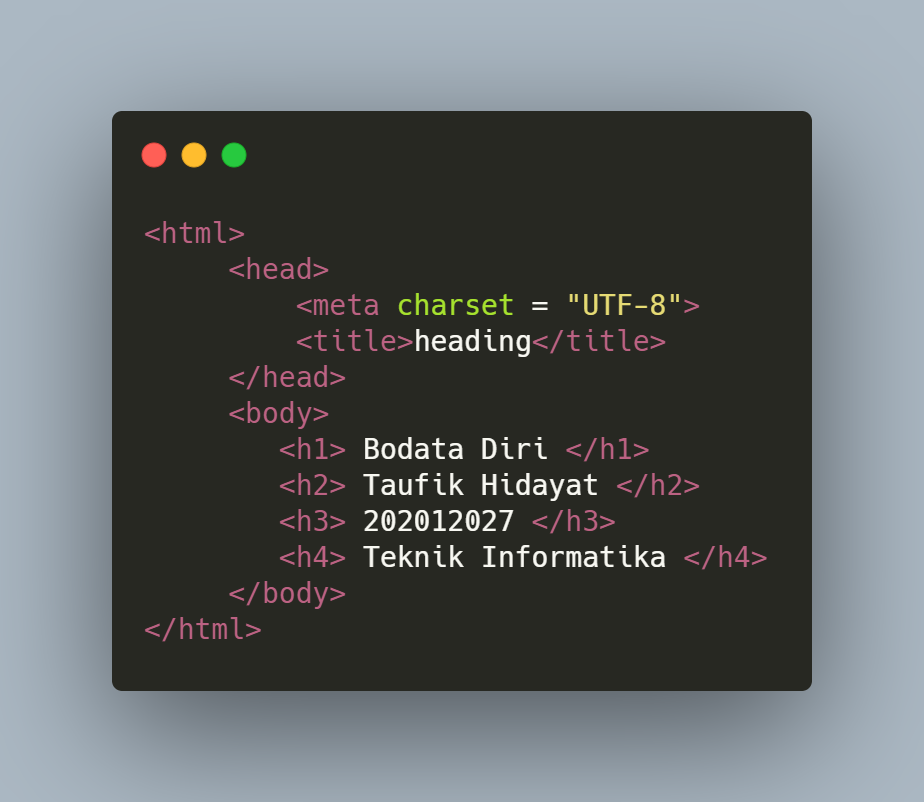 <html>
<head>
<meta charset = "UTF-8">
<title>heading</title>
</head>
<body>
<h1> Bodata Diri </h1>
<h2> Taufik Hidayat </h2>
<h3> 202012027 </h3>
<h4> Teknik Informatika </h4>
</body>
</html>